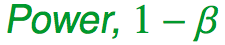 Power, 1 − β